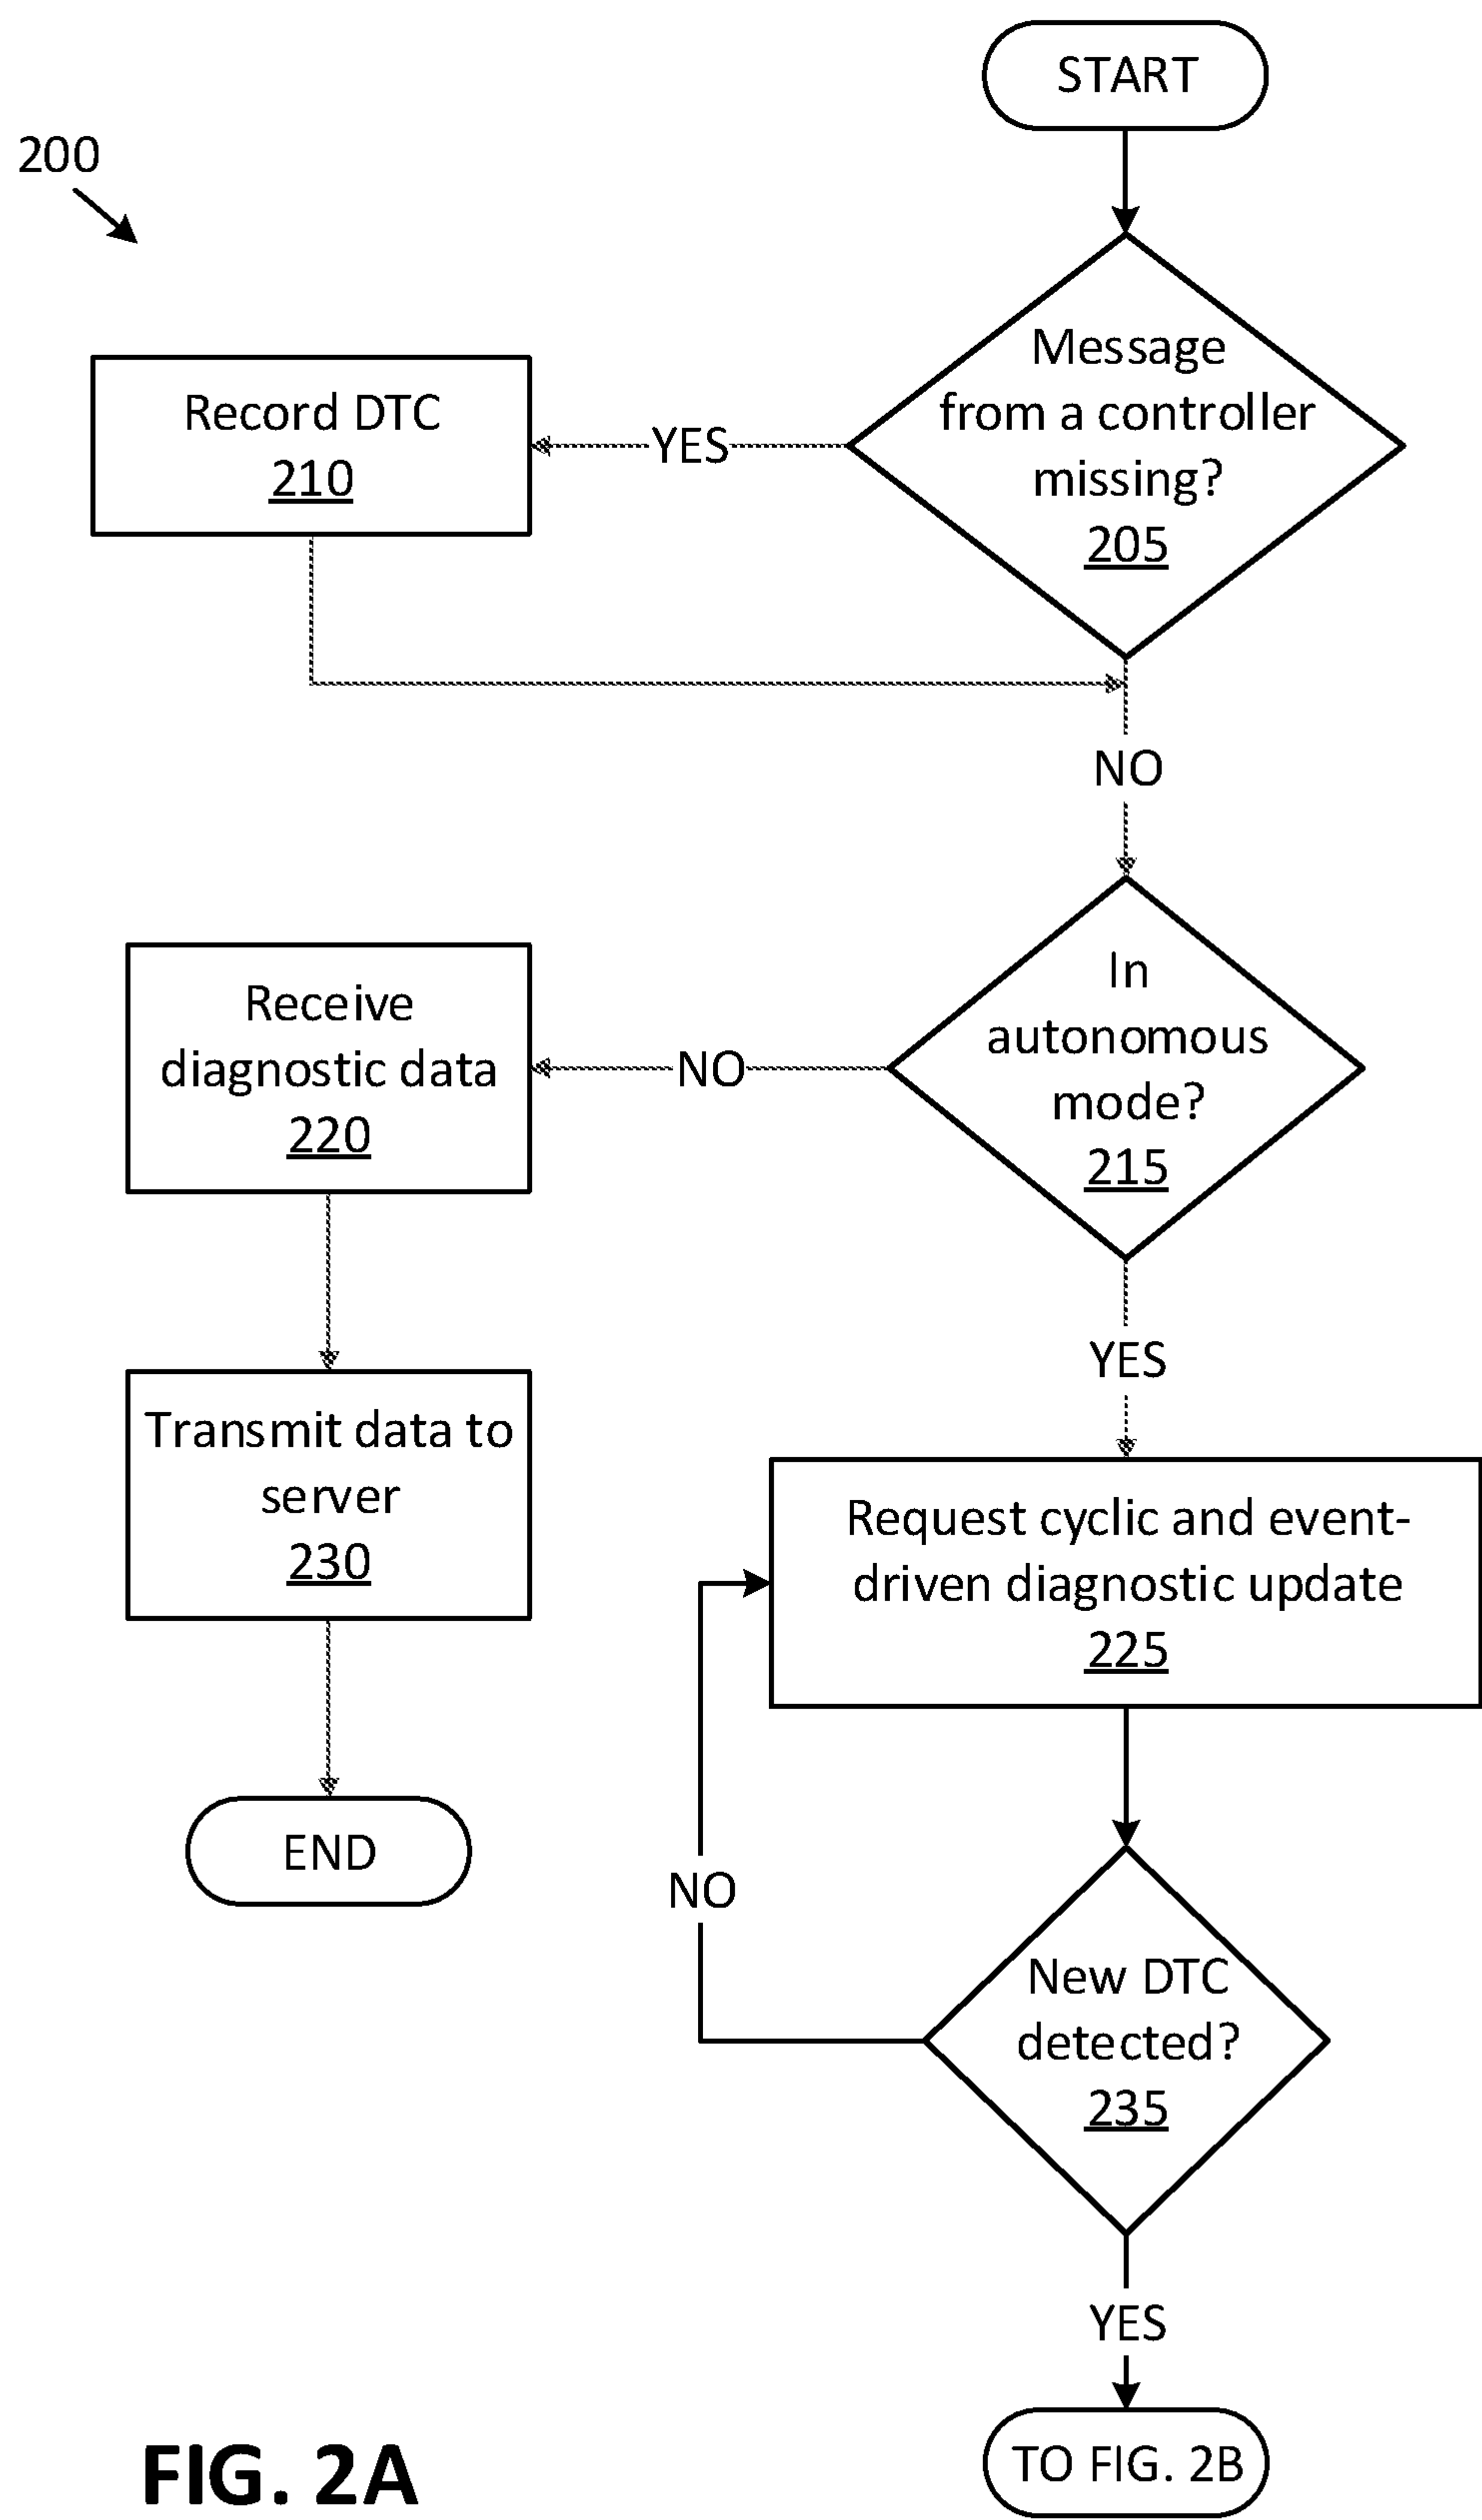 START
200
Message
from a controller
missing?
205
YES
Record DTC
210
NO
In
autonomous
mode?
215
NO
Receive
diagnostic data
220
YES
Transmit data to
server
230
Request cyclic and event-
driven diagnostic update
225
END
NO
New DTC
detected?
235
YES
TO FIG. 2B
FIG. 2A